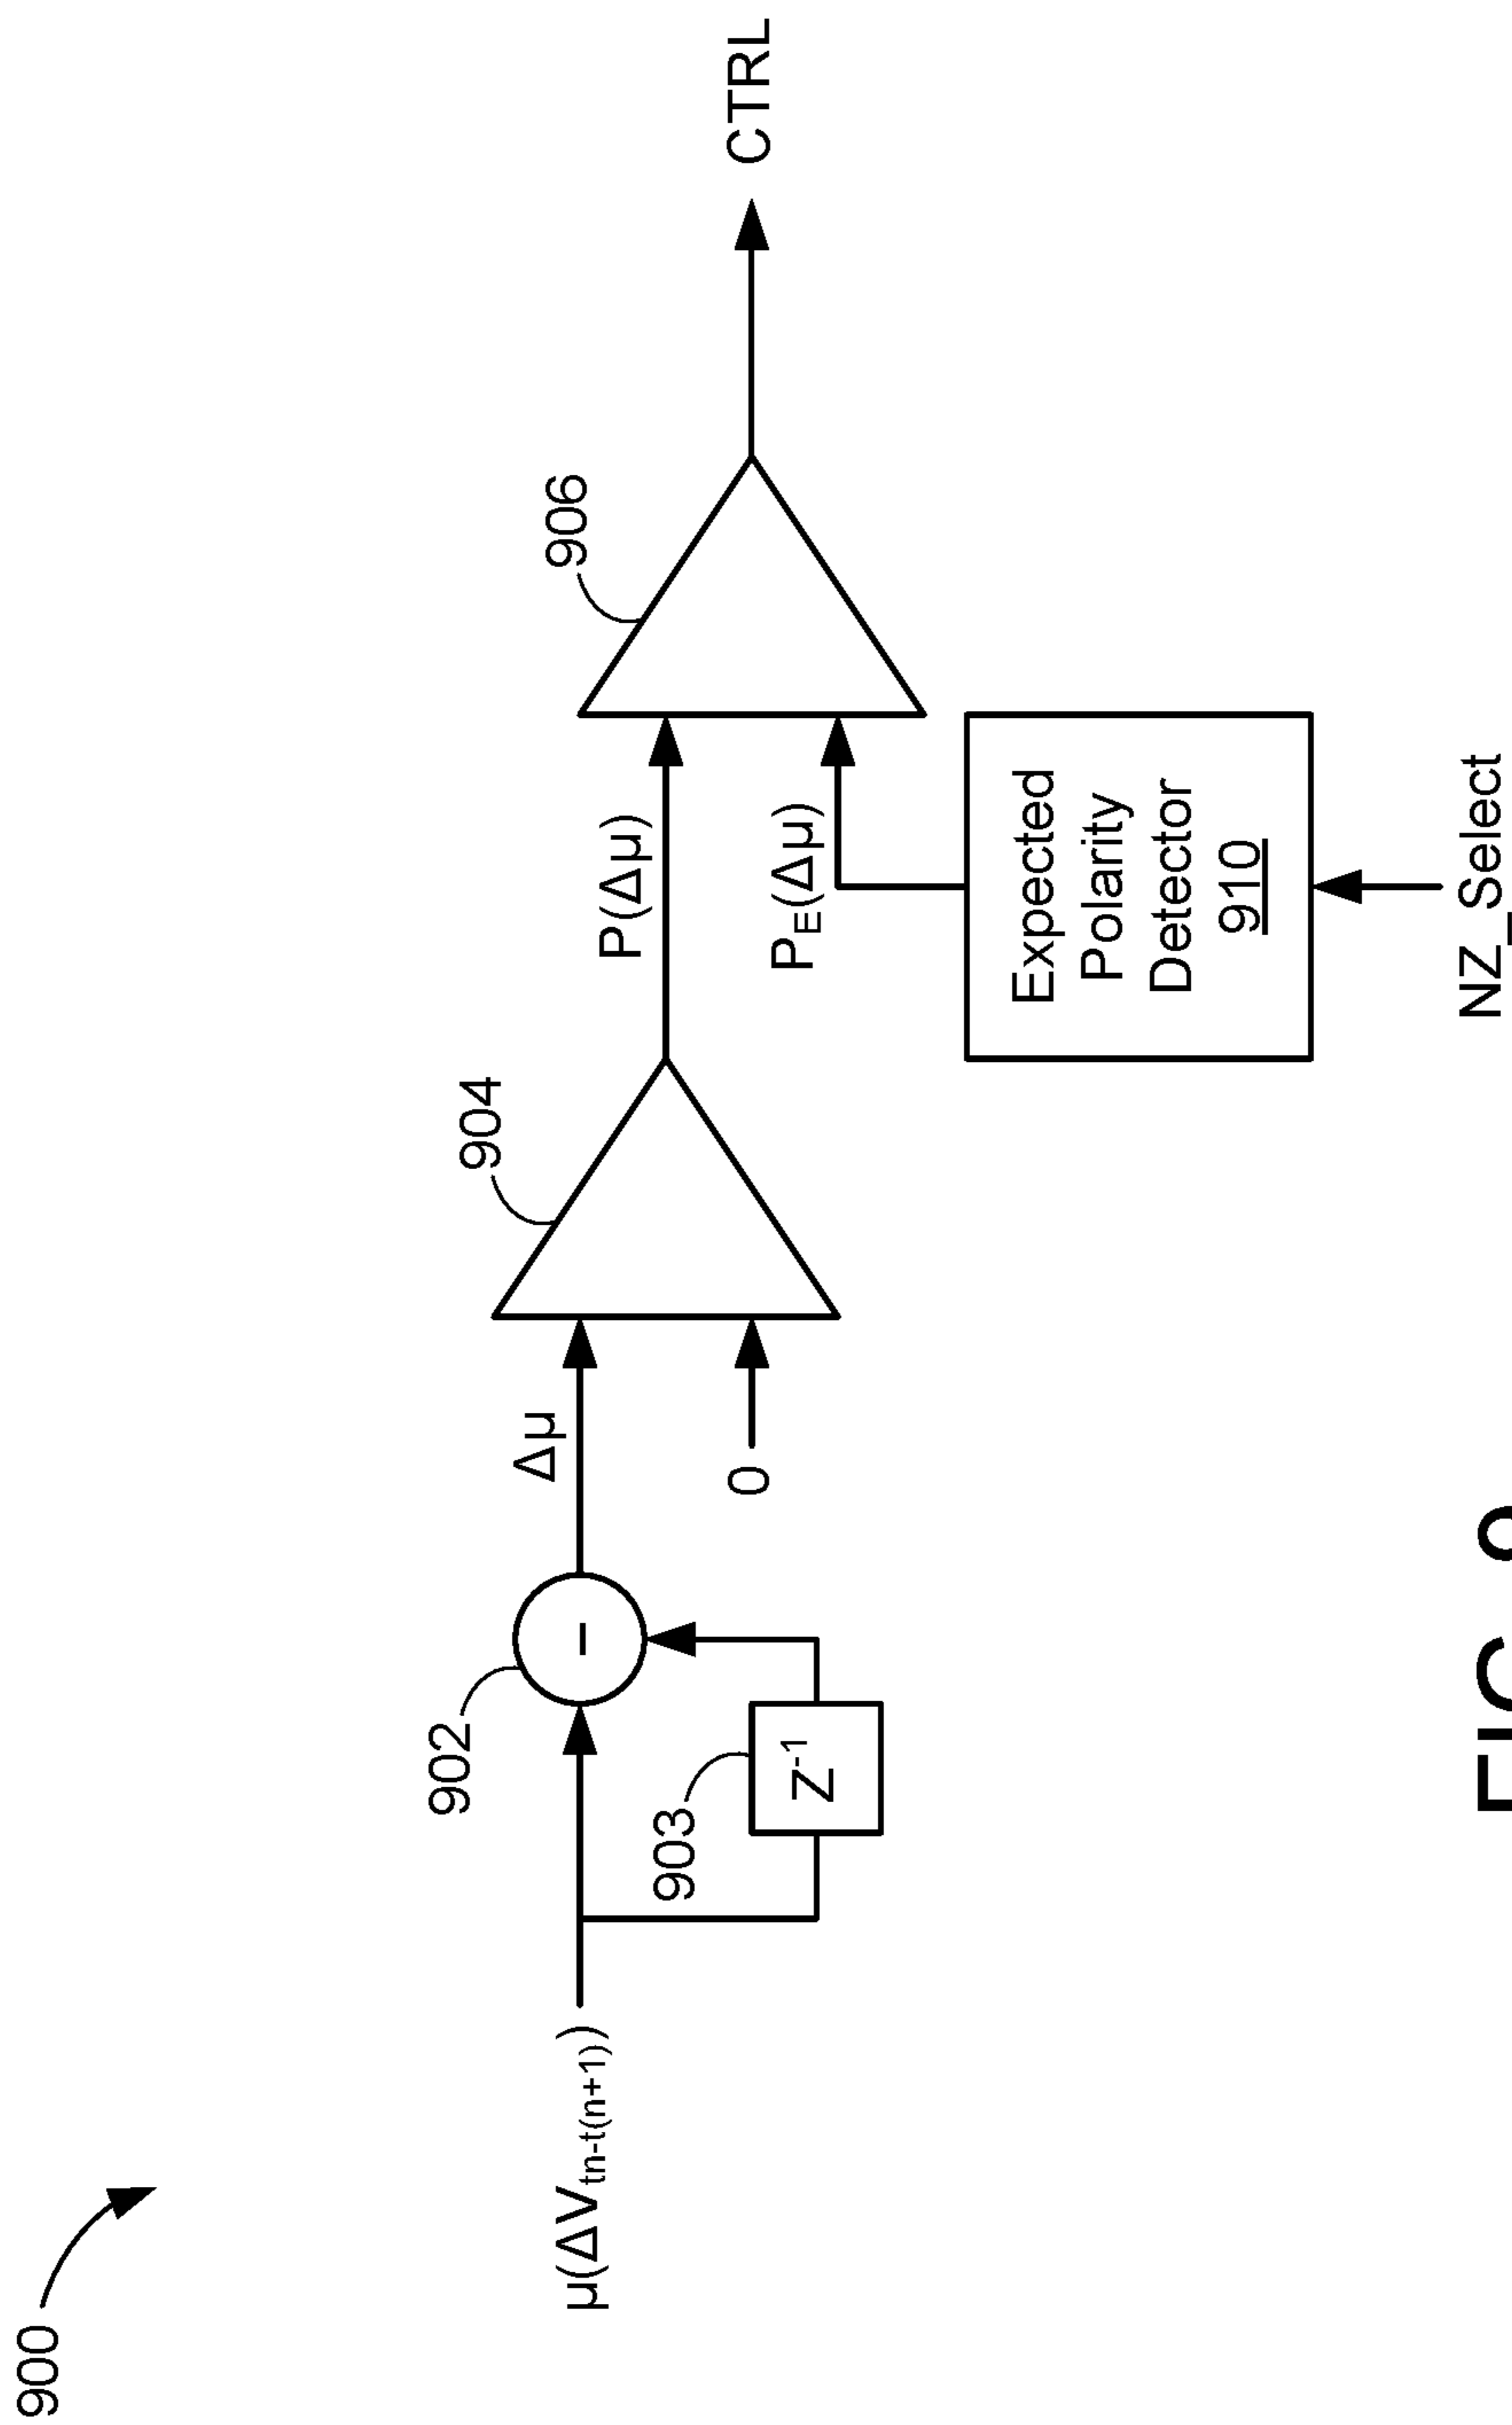 900
μ(ΔV_tn-t(n+1))
902
903
Z^-1
Δμ
0
904
P(Δμ)
P_E(Δμ)
906
CTRL
Expected
Polarity
Detector
910
NZ_Select